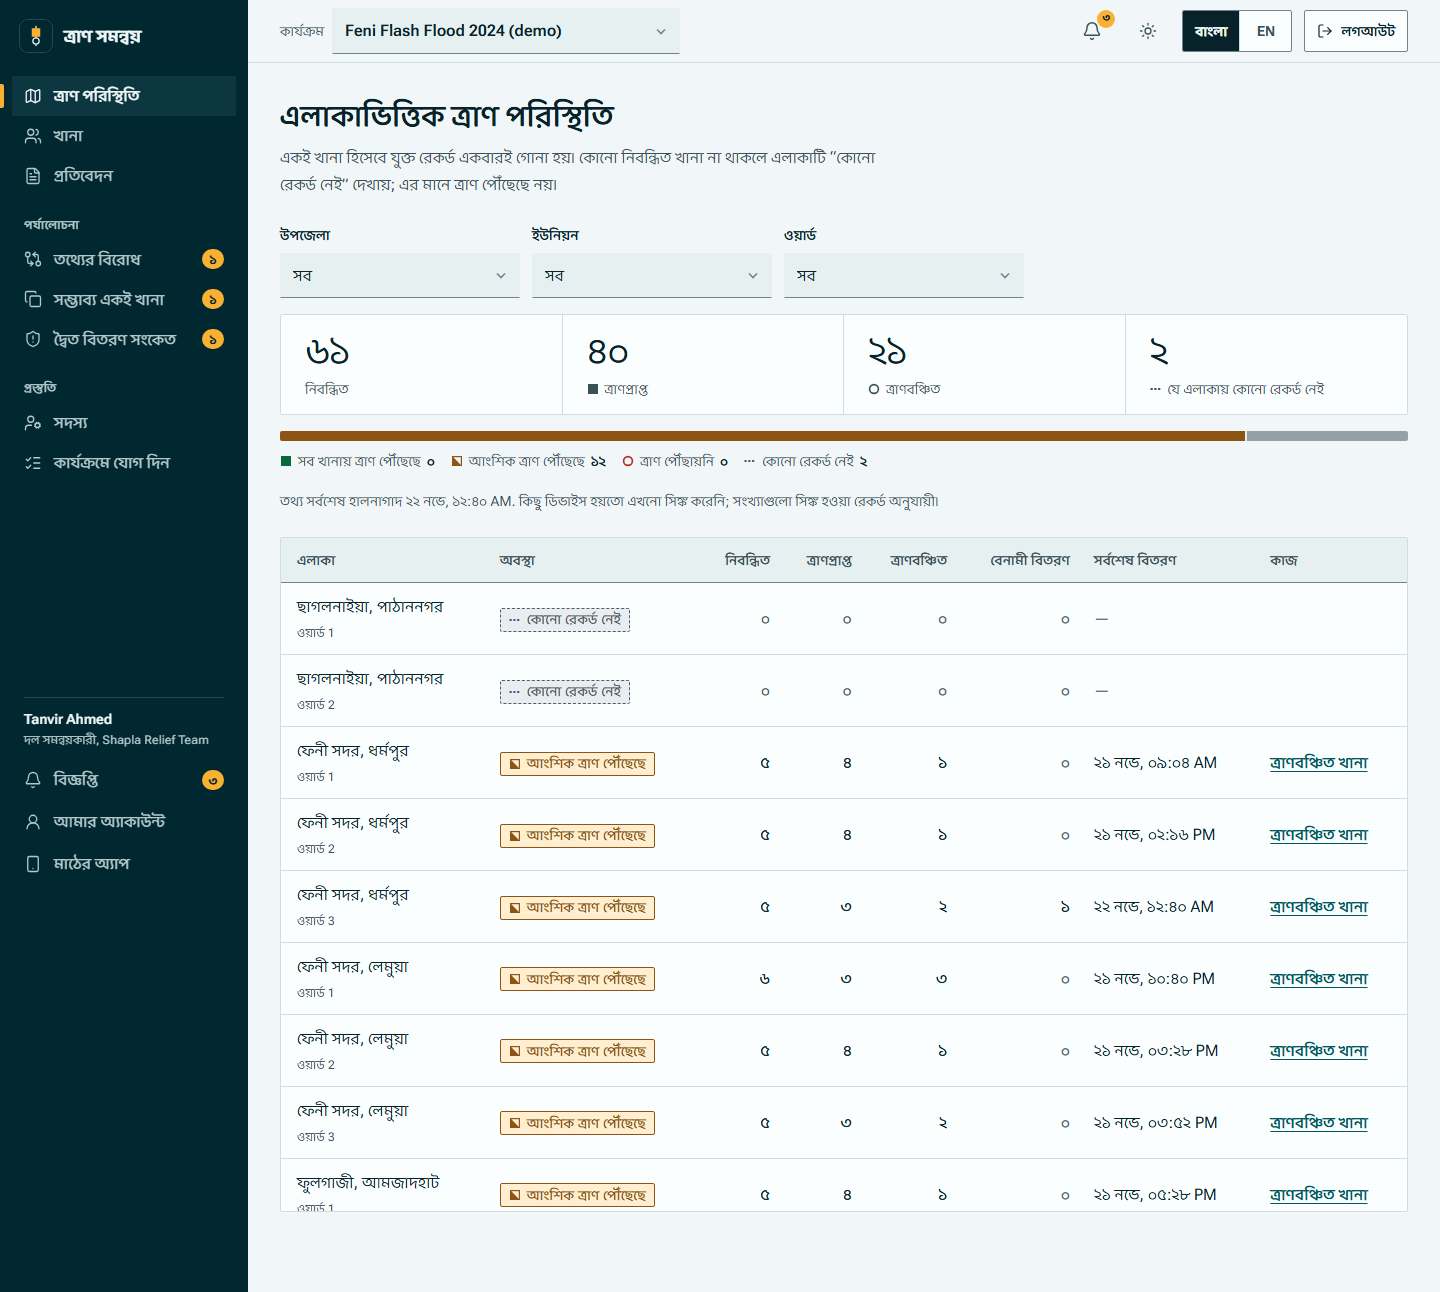 ত্রাণ সমন্বয়
ত্রাণ পরিস্থিতি
খানা
প্রতিবেদন
পর্যালোচনা
তথ্যের বিরোধ ১
সম্ভাব্য একই খানা ১
দ্বৈত বিতরণ সংকেত ১
প্রস্তুতি
সদস্য
কার্যক্রমে যোগ দিন
Tanvir Ahmed
দল সমন্বয়কারী, Shapla Relief Team
বিজ্ঞপ্তি ৩
আমার অ্যাকাউন্ট
মাঠের অ্যাপ
কার্যক্রম Feni Flash Flood 2024 (demo) ৩ বাংলা EN লগআউট
এলাকাভিত্তিক ত্রাণ পরিস্থিতি
একই খানা হিসেবে যুক্ত রেকর্ড একবারই গোনা হয়। কোনো নিবন্ধিত খানা না থাকলে এলাকাটি “কোনো
রেকর্ড নেই” দেখায়; এর মানে ত্রাণ পৌঁছেছে নয়।
উপজেলা ইউনিয়ন ওয়ার্ড
সব সব সব
৬১ ৪০ ২১ ২
নিবন্ধিত ত্রাণপ্রাপ্ত ত্রাণবঞ্চিত যে এলাকায় কোনো রেকর্ড নেই
সব খানায় ত্রাণ পৌঁছেছে ০ আংশিক ত্রাণ পৌঁছেছে ১২ ত্রাণ পৌঁছায়নি ০ কোনো রেকর্ড নেই ২
তথ্য সর্বশেষ হালনাগাদ ২২ নভে, ১২:৪০ AM. কিছু ডিভাইস হয়তো এখনো সিঙ্ক করেনি; সংখ্যাগুলো সিঙ্ক হওয়া রেকর্ড অনুযায়ী।
এলাকা অবস্থা নিবন্ধিত ত্রাণপ্রাপ্ত ত্রাণবঞ্চিত বেনামী বিতরণ সর্বশেষ বিতরণ কাজ
ছাগলনাইয়া, পাঠাননগর
ওয়ার্ড 1
কোনো রেকর্ড নেই ০ ০ ০ ০ —
ছাগলনাইয়া, পাঠাননগর
ওয়ার্ড 2
কোনো রেকর্ড নেই ০ ০ ০ ০ —
ফেনী সদর, ধর্মপুর
ওয়ার্ড 1
আংশিক ত্রাণ পৌঁছেছে ৫ ৪ ১ ০ ২১ নভে, ০৯:০৪ AM ত্রাণবঞ্চিত খানা
ফেনী সদর, ধর্মপুর
ওয়ার্ড 2
আংশিক ত্রাণ পৌঁছেছে ৫ ৪ ১ ০ ২১ নভে, ০২:১৬ PM ত্রাণবঞ্চিত খানা
ফেনী সদর, ধর্মপুর
ওয়ার্ড 3
আংশিক ত্রাণ পৌঁছেছে ৫ ৩ ২ ১ ২২ নভে, ১২:৪০ AM ত্রাণবঞ্চিত খানা
ফেনী সদর, লেমুয়া
ওয়ার্ড 1
আংশিক ত্রাণ পৌঁছেছে ৬ ৩ ৩ ০ ২১ নভে, ১০:৪০ PM ত্রাণবঞ্চিত খানা
ফেনী সদর, লেমুয়া
ওয়ার্ড 2
আংশিক ত্রাণ পৌঁছেছে ৫ ৪ ১ ০ ২১ নভে, ০৩:২৮ PM ত্রাণবঞ্চিত খানা
ফেনী সদর, লেমুয়া
ওয়ার্ড 3
আংশিক ত্রাণ পৌঁছেছে ৫ ৩ ২ ০ ২১ নভে, ০৩:৫২ PM ত্রাণবঞ্চিত খানা
ফুলগাজী, আমজাদহাট
ওয়ার্ড 1
আংশিক ত্রাণ পৌঁছেছে ৫ ৪ ১ ০ ২১ নভে, ০৫:২৮ PM ত্রাণবঞ্চিত খানা